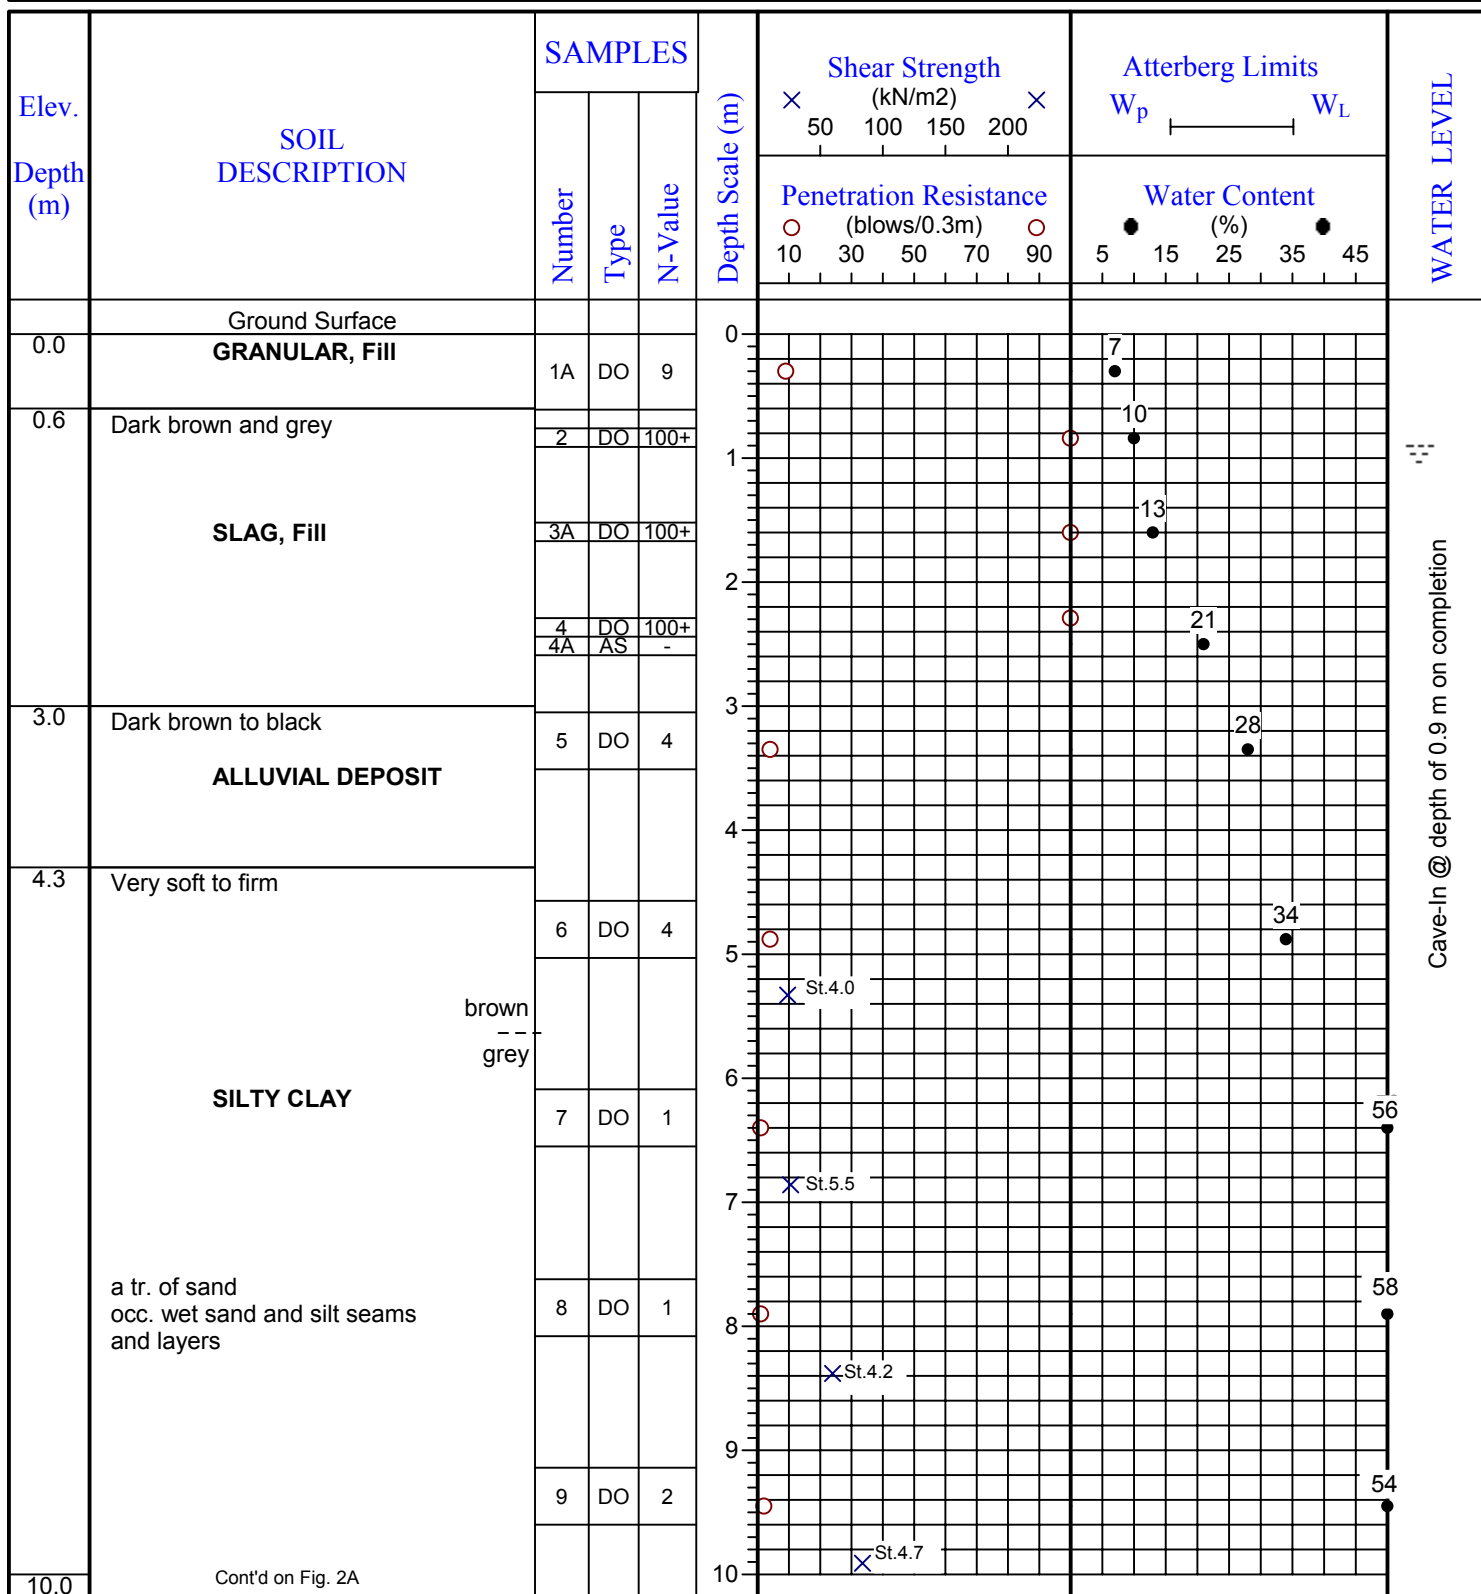 Elev.
Depth
(m)
SOIL
DESCRIPTION
SAMPLES
Number
Type
N-Value
Depth Scale (m)
Shear Strength
(kN/m2)
50 100 150 200
Penetration Resistance
(blows/0.3m)
10 30 50 70 90
Atterberg Limits
Wp WL
Water Content
(%)
5 15 25 35 45
WATER LEVEL
Ground Surface
0
0.0 GRANULAR, Fill
7
1A DO 9
0.6 Dark brown and grey
10
2 DO 100+
1
SLAG, Fill
13
3A DO 100+
2
4 DO 100+
21
4A AS -
3
3.0 Dark brown to black
28
5 DO 4
ALLUVIAL DEPOSIT
4
4.3 Very soft to firm
34
6 DO 4
5
St.4.0
brown
grey
6
SILTY CLAY
56
7 DO 1
St.5.5
7
a tr. of sand
occ. wet sand and silt seams
and layers
58
8 DO 1
8
St.4.2
9
54
9 DO 2
St.4.7
10
10.0 Cont'd on Fig. 2A
Cave-In @ depth of 0.9 m on completion